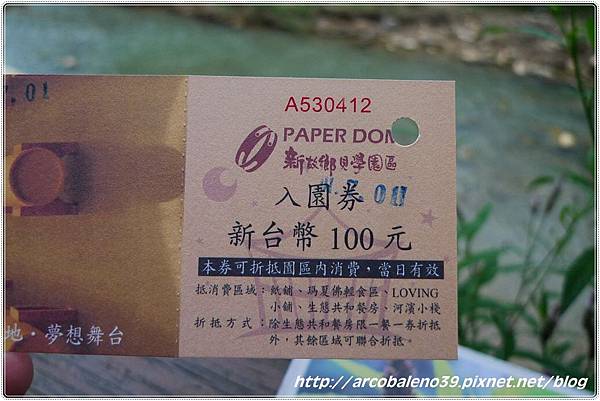 7.01
A530412
PAPER DOM
新故鄉見學園區
入園券
新台幣 100 元
本券可折抵園區內消費，當日有效
抵消費區域：紙舖、瑪夏佛輕食區、LOVING
小舖、生態共和餐房、河濱小棧
折抵方式：除生態共和餐房限一餐一券折抵
外，其餘區域可聯合折抵。
地・夢想舞台
http://arcobaleno39.pixnet.net/blog